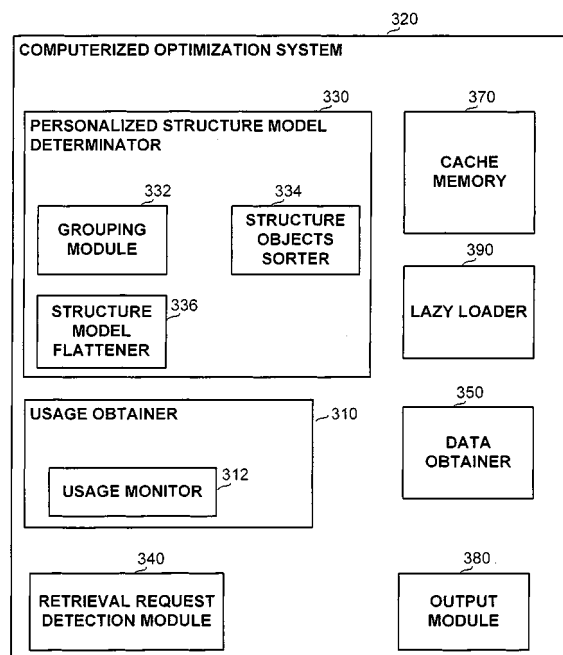 320
COMPUTERIZED OPTIMIZATION SYSTEM
330
PERSONALIZED STRUCTURE MODEL
DETERMINATOR
332
GROUPING
MODULE
334
STRUCTURE
OBJECTS
SORTER
336
STRUCTURE
MODEL
FLATTENER
370
CACHE
MEMORY
390
LAZY LOADER
USAGE OBTAINER
310
USAGE MONITOR
312
350
DATA
OBTAINER
340
RETRIEVAL REQUEST
DETECTION MODULE
380
OUTPUT
MODULE